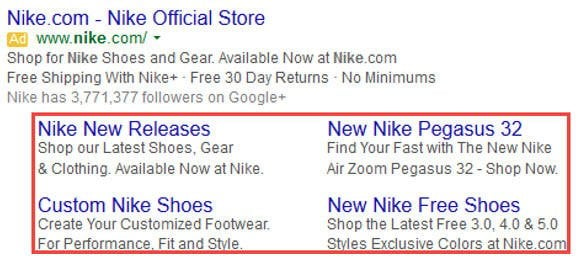 Nike.com - Nike Official Store
Ad www.nike.com/
Shop for Nike Shoes and Gear. Available Now at Nike.com
Free Shipping With Nike+ · Free 30 Day Returns · No Minimums
Nike has 3,771,377 followers on Google+
Nike New Releases
Shop our Latest Shoes, Gear
& Clothing. Available Now at Nike.
New Nike Pegasus 32
Find Your Fast with The New Nike
Air Zoom Pegasus 32 - Shop Now.
Custom Nike Shoes
Create Your Customized Footwear.
For Performance, Fit and Style.
New Nike Free Shoes
Shop the Latest Free 3.0, 4.0 & 5.0
Styles Exclusive Colors at Nike.com